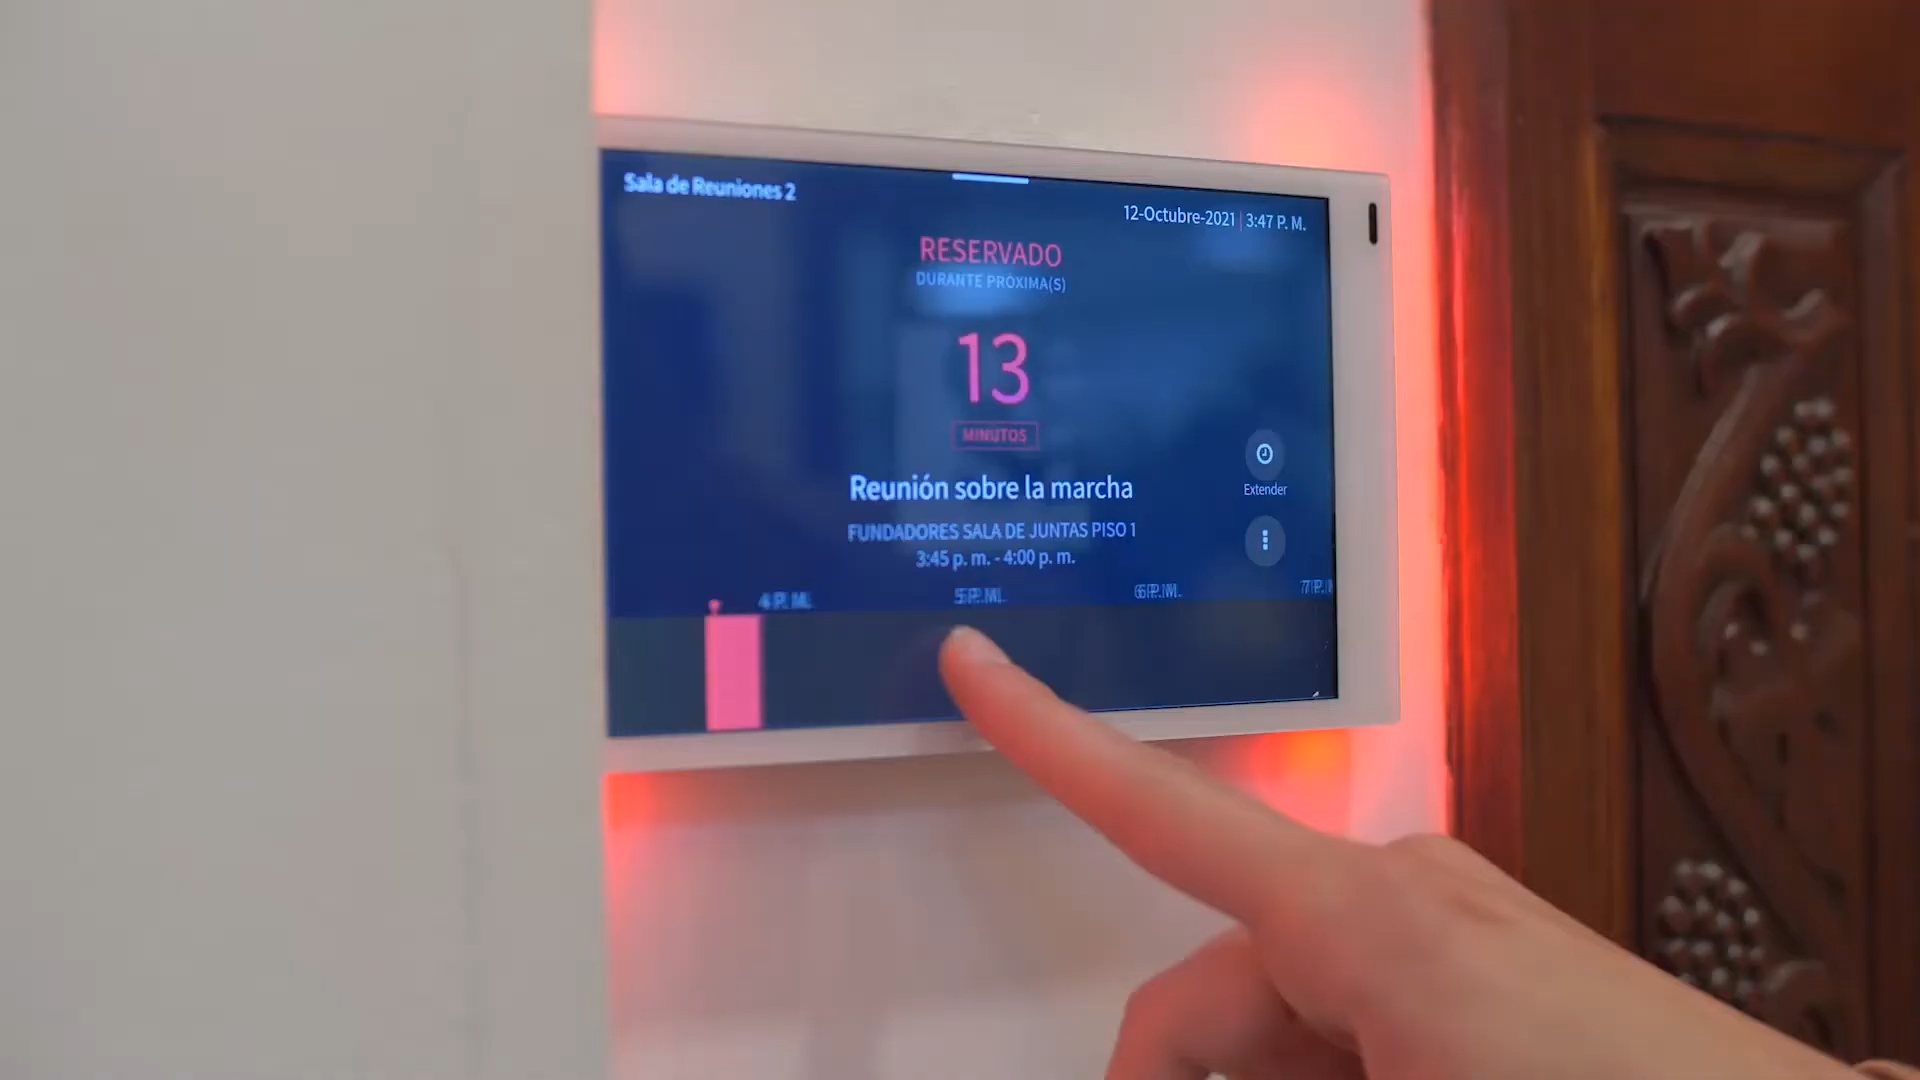 Sala de Reuniones 2
12-Octubre-2021 | 3:47 P. M.
RESERVADO
DURANTE PRÓXIMA(S)
13
MINUTOS
Reunión sobre la marcha
Extender
FUNDADORES SALA DE JUNTAS PISO 1
3:45 p. m. - 4:00 p. m.
4 P. M. 5 P. M. 6 P. M. 7 P. M.